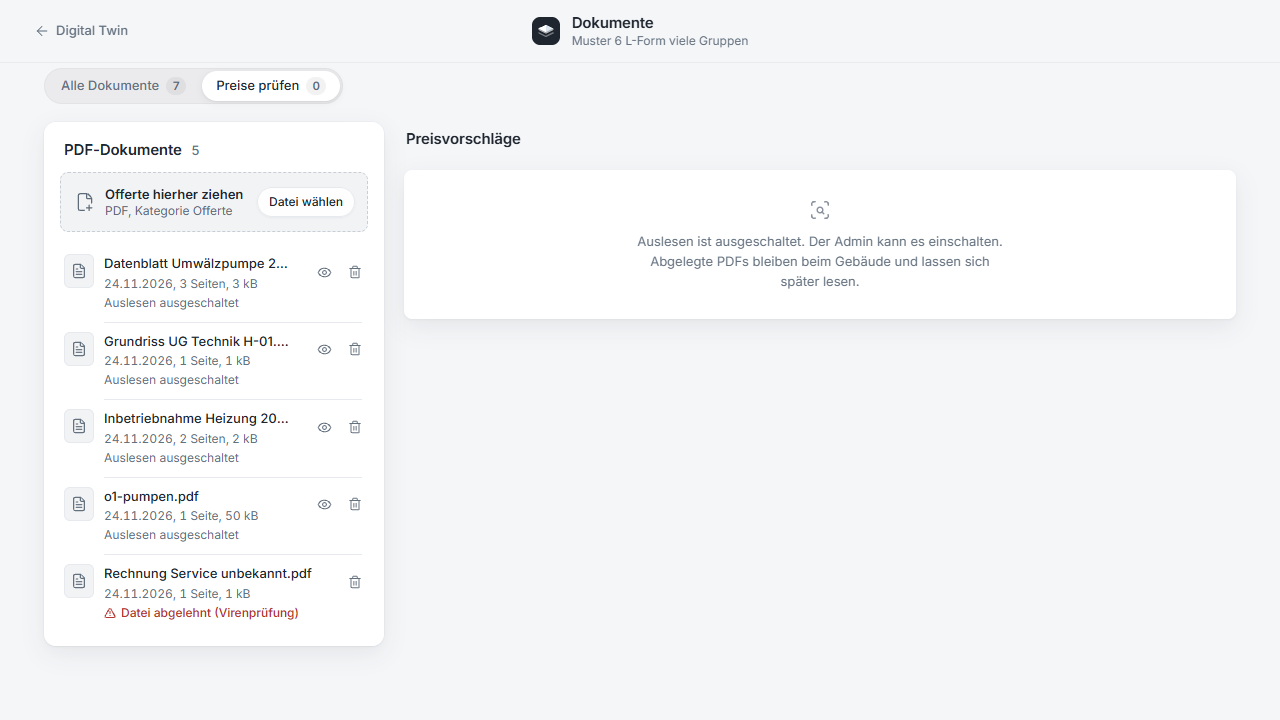 Digital Twin
Dokumente
Muster 6 L-Form viele Gruppen
Alle Dokumente 7
Preise prüfen 0
PDF-Dokumente 5
Offerte hierher ziehen
PDF, Kategorie Offerte
Datei wählen
Datenblatt Umwälzpumpe 2...
24.11.2026, 3 Seiten, 3 kB
Auslesen ausgeschaltet
Grundriss UG Technik H-01....
24.11.2026, 1 Seite, 1 kB
Auslesen ausgeschaltet
Inbetriebnahme Heizung 20...
24.11.2026, 2 Seiten, 2 kB
Auslesen ausgeschaltet
o1-pumpen.pdf
24.11.2026, 1 Seite, 50 kB
Auslesen ausgeschaltet
Rechnung Service unbekannt.pdf
24.11.2026, 1 Seite, 1 kB
Datei abgelehnt (Virenprüfung)
Preisvorschläge
Auslesen ist ausgeschaltet. Der Admin kann es einschalten.
Abgelegte PDFs bleiben beim Gebäude und lassen sich
später lesen.